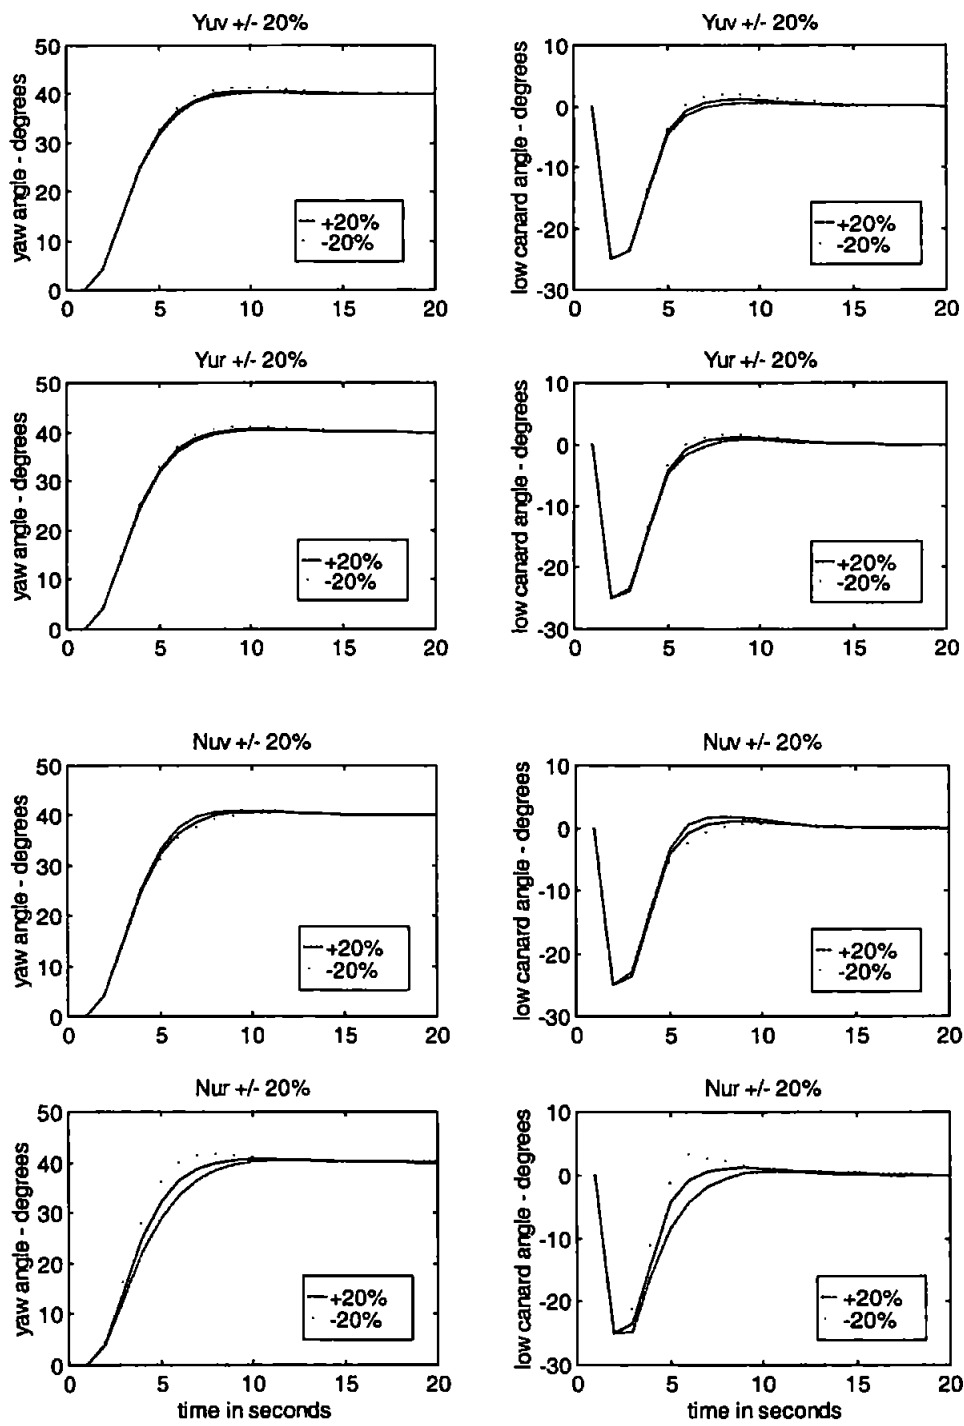 Yuv +/- 20%
yaw angle - degrees
50
40
30
20
10
0
+20%
-20%
0 5 10 15 20
Yuv +/- 20%
low canard angle - degrees
10
0
-10
-20
-30
+20%
-20%
0 5 10 15 20
Yur +/- 20%
yaw angle - degrees
50
40
30
20
10
0
+20%
-20%
0 5 10 15 20
Yur +/- 20%
low canard angle - degrees
10
0
-10
-20
-30
+20%
-20%
0 5 10 15 20
Nuv +/- 20%
yaw angle - degrees
50
40
30
20
10
0
+20%
-20%
0 5 10 15 20
Nuv +/- 20%
low canard angle - degrees
10
0
-10
-20
-30
+20%
-20%
0 5 10 15 20
Nur +/- 20%
yaw angle - degrees
50
40
30
20
10
0
+20%
-20%
0 5 10 15 20
time in seconds
Nur +/- 20%
low canard angle - degrees
10
0
-10
-20
-30
+20%
-20%
0 5 10 15 20
time in seconds